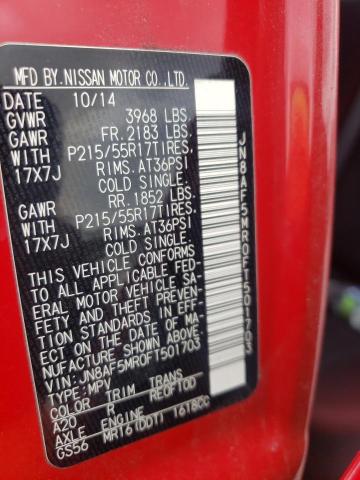 MFD BY.NISSAN MOTOR CO.,LTD.
DATE 10/14
GVWR 3968 LBS
GAWR FR.2183 LBS
WITH P215/55R17TIRES,
17X7J RIMS.AT36PSI
COLD SINGLE.
GAWR RR.1852 LBS
WITH P215/55R17TIRES,
17X7J RIMS.AT36PSI
COLD SINGLE.
THIS VEHICLE CONFORMS
TO ALL APPLICABLE FED-
ERAL MOTOR VEHICLE SA-
FETY AND THEFT PREVEN-
TION STANDARDS IN EFF-
ECT ON THE DATE OF MA-
NUFACTURE SHOWN ABOVE.
VIN:JN8AF5MR0FT501703
TYPE:MPV
COLOR TRIM TRANS
A20 R RE0F10D
AXLE ENGINE
GS56 MR16(DDT) 1618CC
JN8AF5MR0FT501703